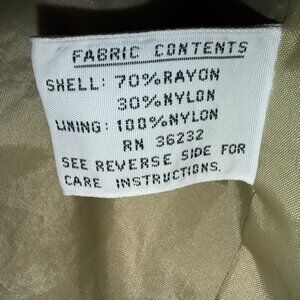 FABRIC CONTENTS
SHELL: 70%RAYON
30%NYLON
LINING: 100%NYLON
RN 36232
SEE REVERSE SIDE FOR
CARE INSTRUCTIONS.